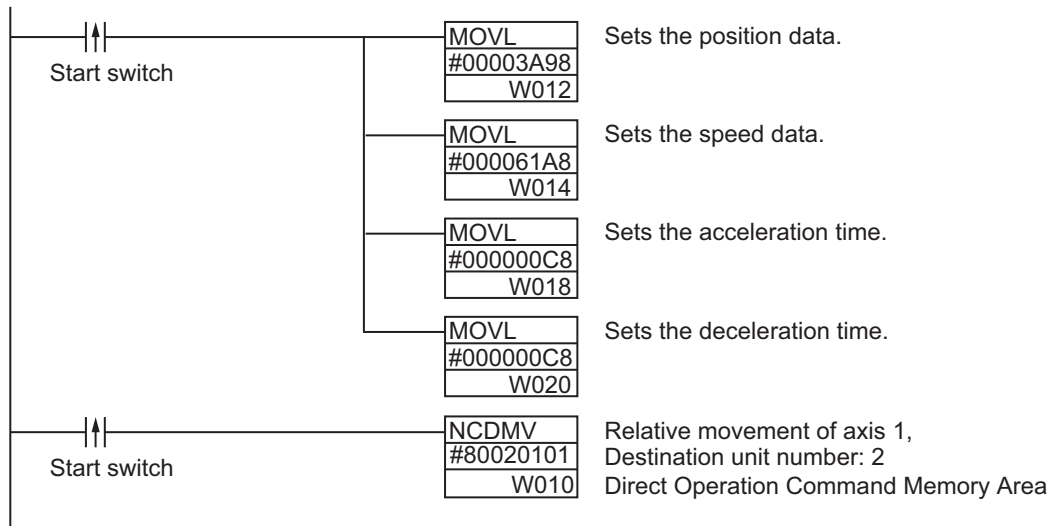 MOVL Sets the position data.
#00003A98
Start switch
W012
MOVL Sets the speed data.
#000061A8
W014
MOVL Sets the acceleration time.
#000000C8
W018
MOVL Sets the deceleration time.
#000000C8
W020
NCDMV Relative movement of axis 1,
#80020101 Destination unit number: 2
Start switch
W010 Direct Operation Command Memory Area